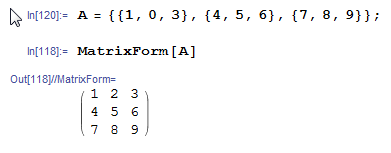 In[120]:= A = {{1, 0, 3}, {4, 5, 6}, {7, 8, 9}};
In[118]:= MatrixForm[A]
Out[118]//MatrixForm=
1 2 3
4 5 6
7 8 9